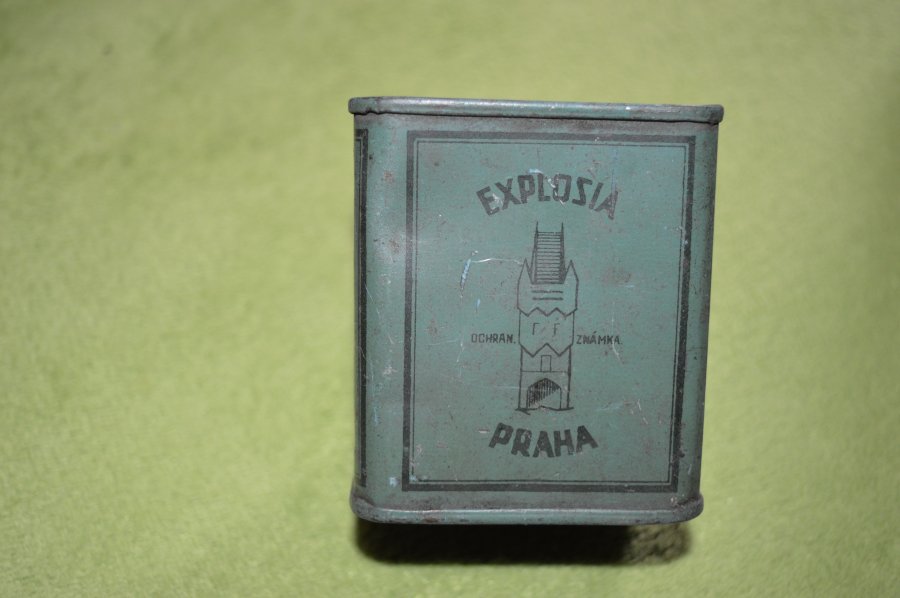 EXPLOSIA
OCHRAN. ZNÁMKA.
PRAHA